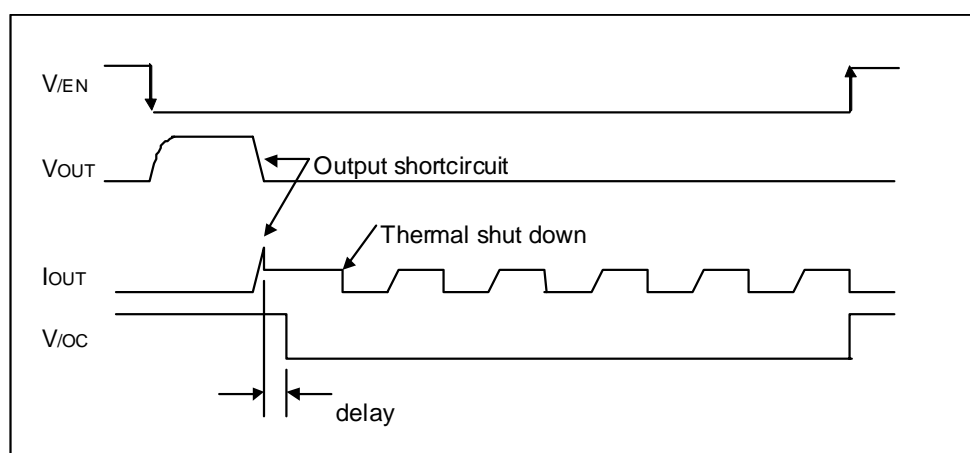 V/EN
VOUT
Output shortcircuit
Thermal shut down
IOUT
V/OC
delay